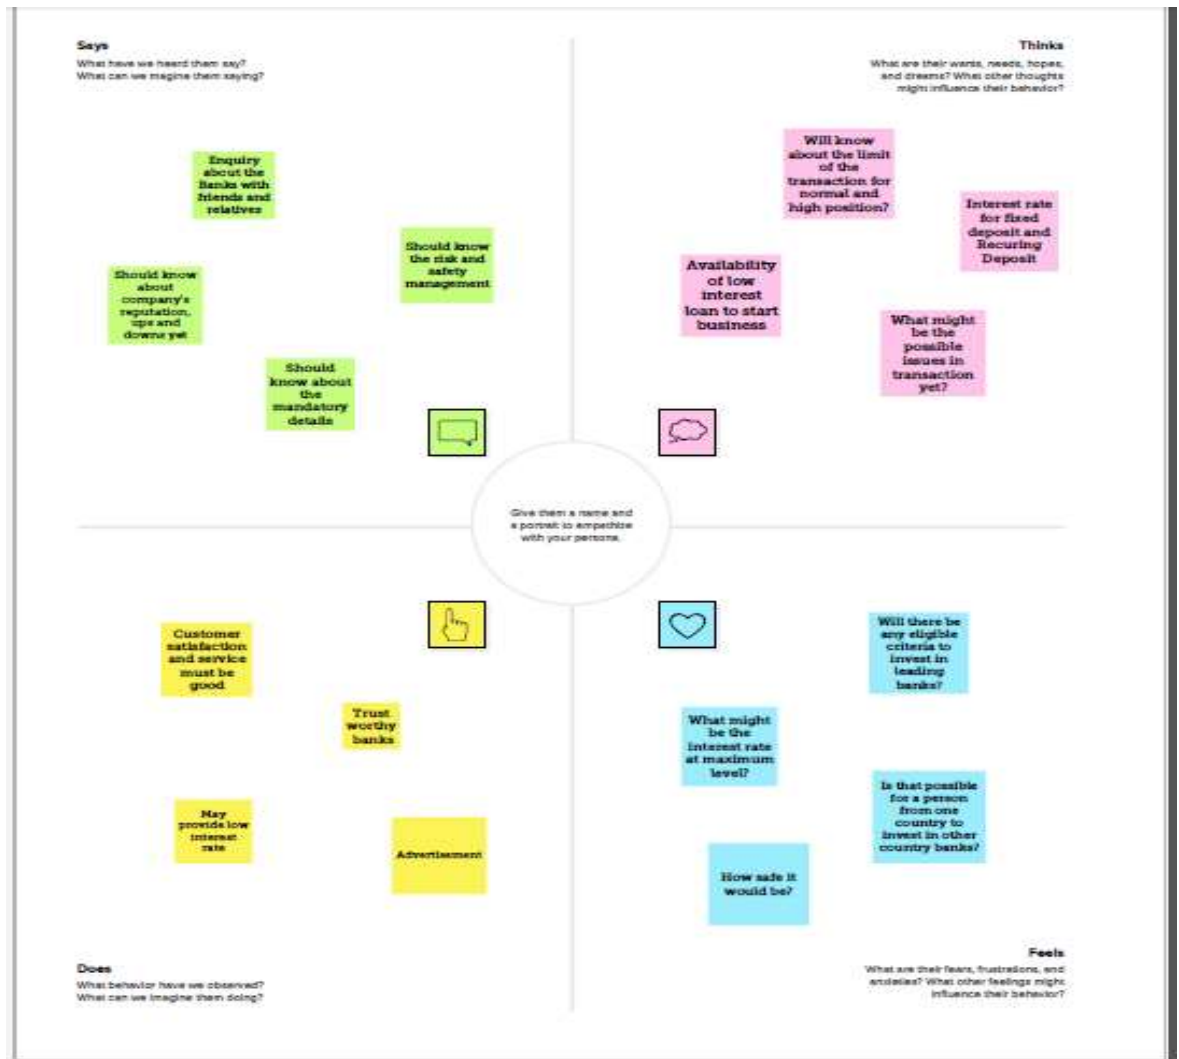 Says
What have we heard them say?
What can we imagine them saying?
Thinks
What are their wants, needs, hopes,
and dreams? What other thoughts
might influence their behavior?
Enquiry
about the
Banks with
friends and
relatives
Should know
the risk and
safety
management
Should know
about
company's
reputation,
ups and
downs yet
Should
know about
the
mandatory
details
Will know
about the limit
of the
transaction for
normal and
high position?
Interest rate
for fixed
deposit and
Recuring
Deposit
Availability
of low
interest
loan to start
business
What might
be the
possible
issues in
transaction
yet?
Give them a name and
a portrait to empathize
with your persona.
Customer
satisfaction
and service
must be
good
Trust
worthy
banks
May
provide low
interest
rate
Advertisement
Will there be
any eligible
criteria to
invest in
leading
banks?
What might
be the
interest rate
at maximum
level?
Is that possible
for a person
from one
country to
invest in other
country banks?
How safe it
would be?
Does
What behavior have we observed?
What can we imagine them doing?
Feels
What are their fears, frustrations, and
anxieties? What other feelings might
influence their behavior?